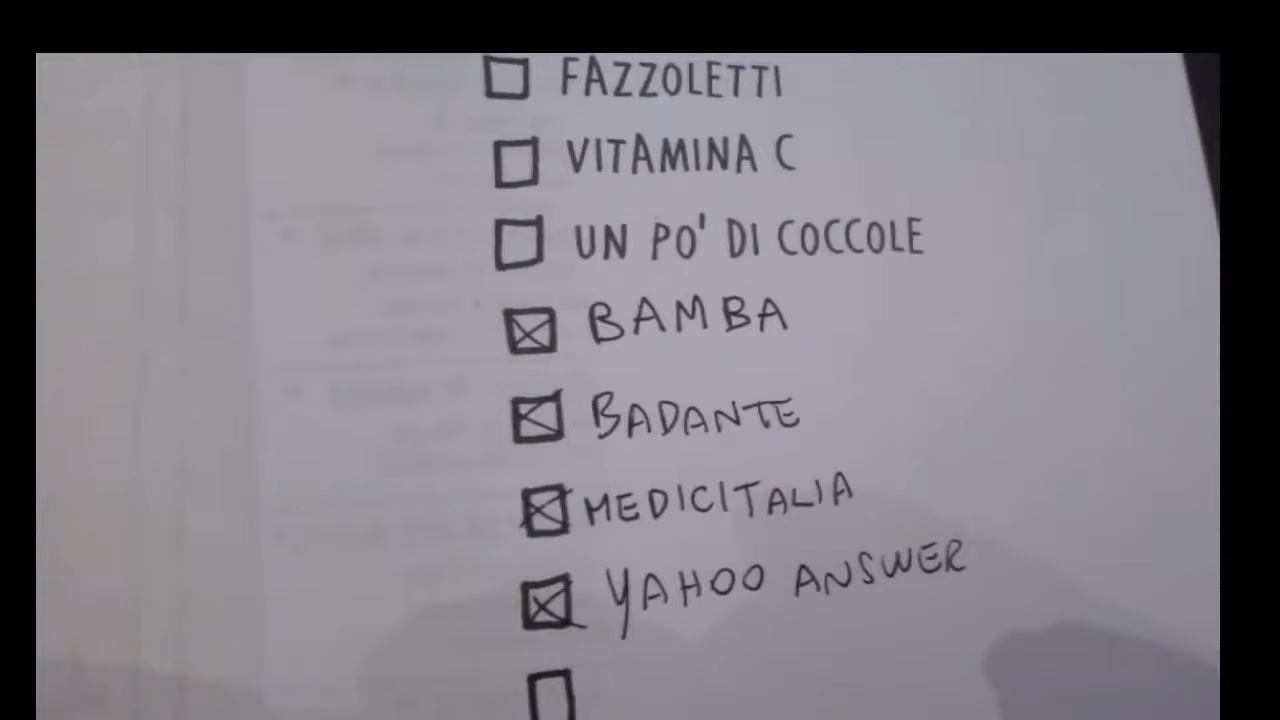 FAZZOLETTI
VITAMINA C
UN PO' DI COCCOLE
BAMBA
BADANTE
MEDICITALIA
YAHOO ANSWER